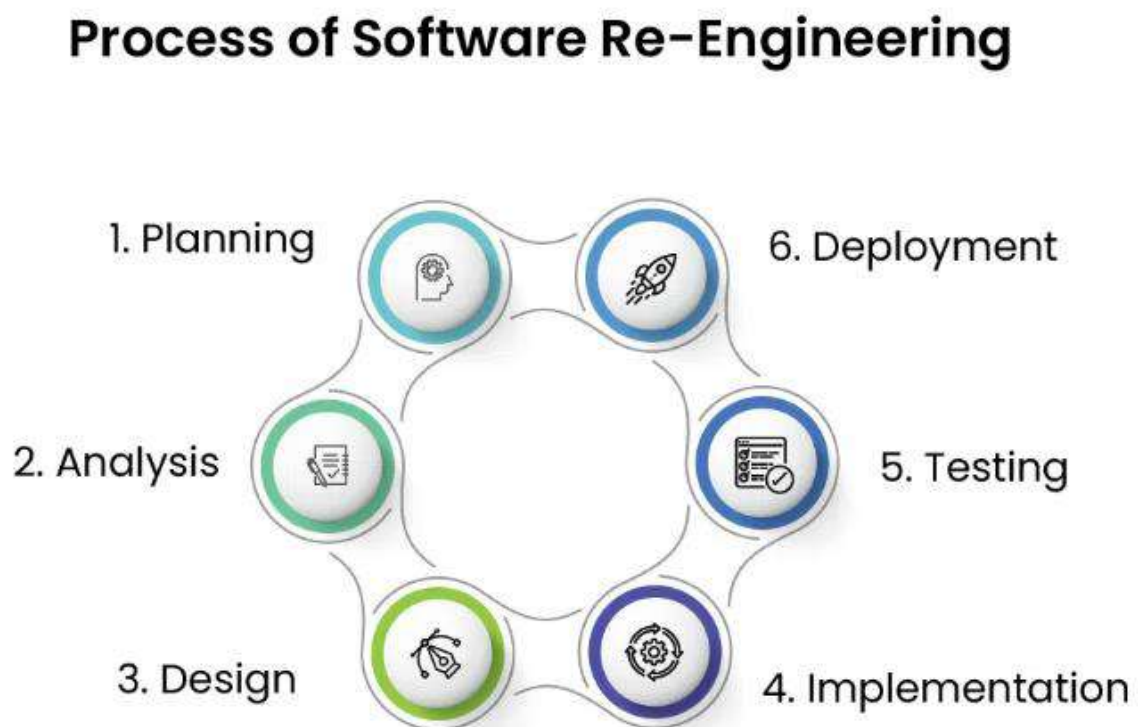 Process of Software Re-Engineering
1. Planning
2. Analysis
3. Design
4. Implementation
5. Testing
6. Deployment